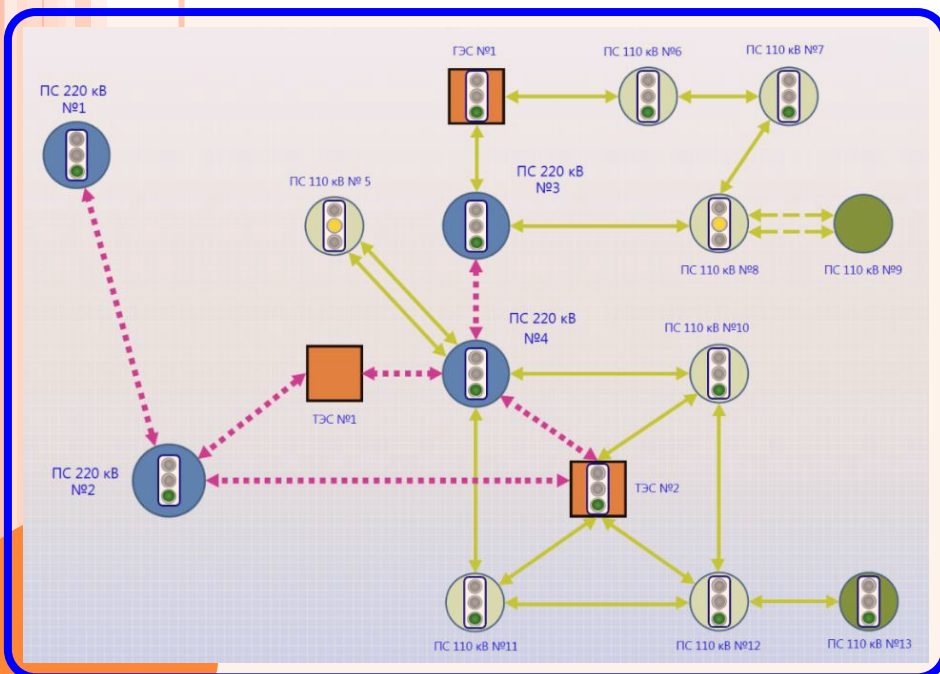 ГЭС №1
ПС 110 кВ №6
ПС 110 кВ №7
ПС 220 кВ
№1
ПС 110 кВ № 5
ПС 220 кВ
№3
ПС 110 кВ №8
ПС 110 кВ №9
ПС 220 кВ
№4
ПС 110 кВ №10
ТЭС №1
ПС 220 кВ
№2
ТЭС №2
ПС 110 кВ №11
ПС 110 кВ №12
ПС 110 кВ №13